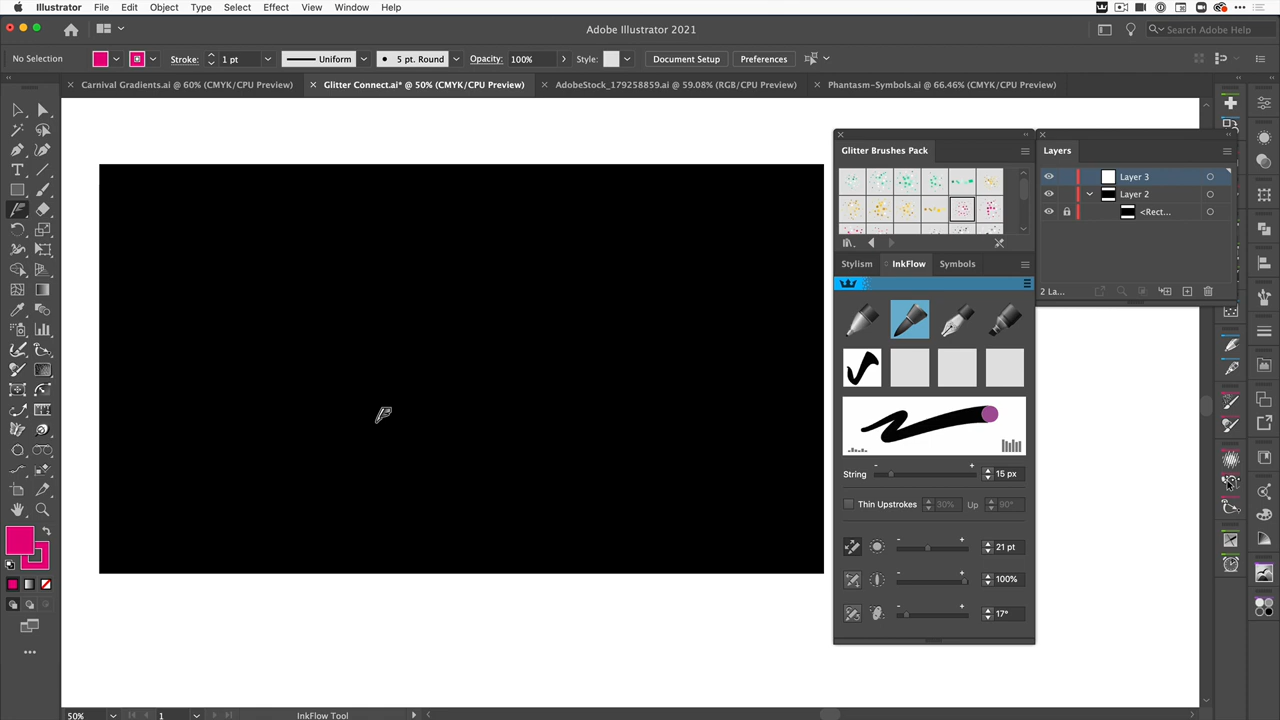 Illustrator File Edit Object Type Select Effect View Window Help
Adobe Illustrator 2021
Search Adobe Help
No Selection Stroke: 1 pt Uniform 5 pt. Round Opacity: 100% Style: Document Setup Preferences
Carnival Gradients.ai @ 60% (CMYK/CPU Preview) Glitter Connect.ai* @ 50% (CMYK/CPU Preview) AdobeStock_179258859.ai @ 59.08% (RGB/CPU Preview) Phantasm-Symbols.ai @ 66.46% (CMYK/CPU Preview)
Glitter Brushes Pack
Layers
Layer 3
Layer 2
<Rect...
2 La...
Stylism InkFlow Symbols
String 15 px
Thin Upstrokes 30% Up 90°
21 pt
100%
17°
50% 1 InkFlow Tool